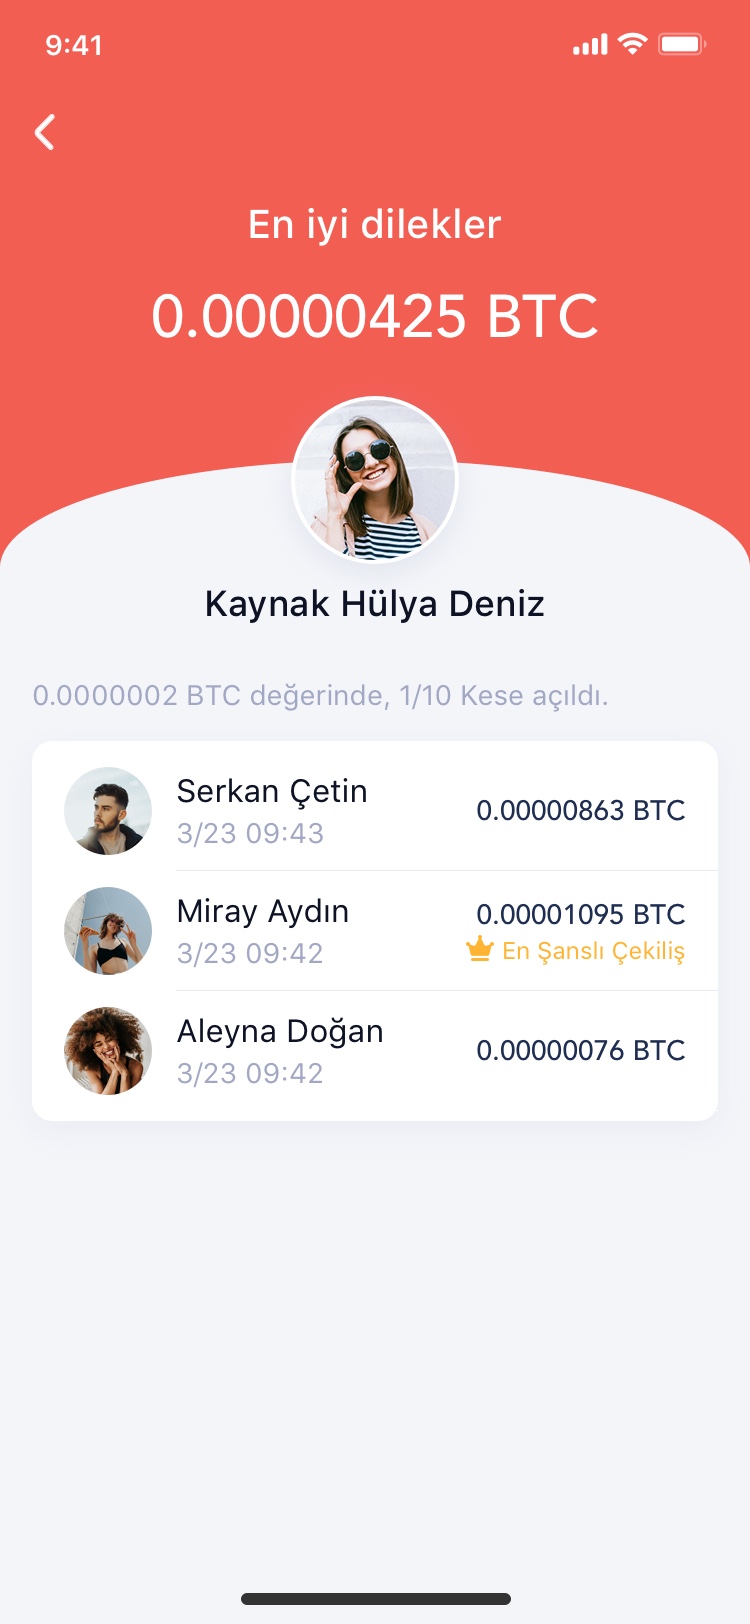 9:41
En iyi dilekler
0.00000425 BTC
Kaynak Hülya Deniz
0.0000002 BTC değerinde, 1/10 Kese açıldı.
Serkan Çetin
0.00000863 BTC
3/23 09:43
Miray Aydın
0.00001095 BTC
3/23 09:42
En Şanslı Çekiliş
Aleyna Doğan
0.00000076 BTC
3/23 09:42